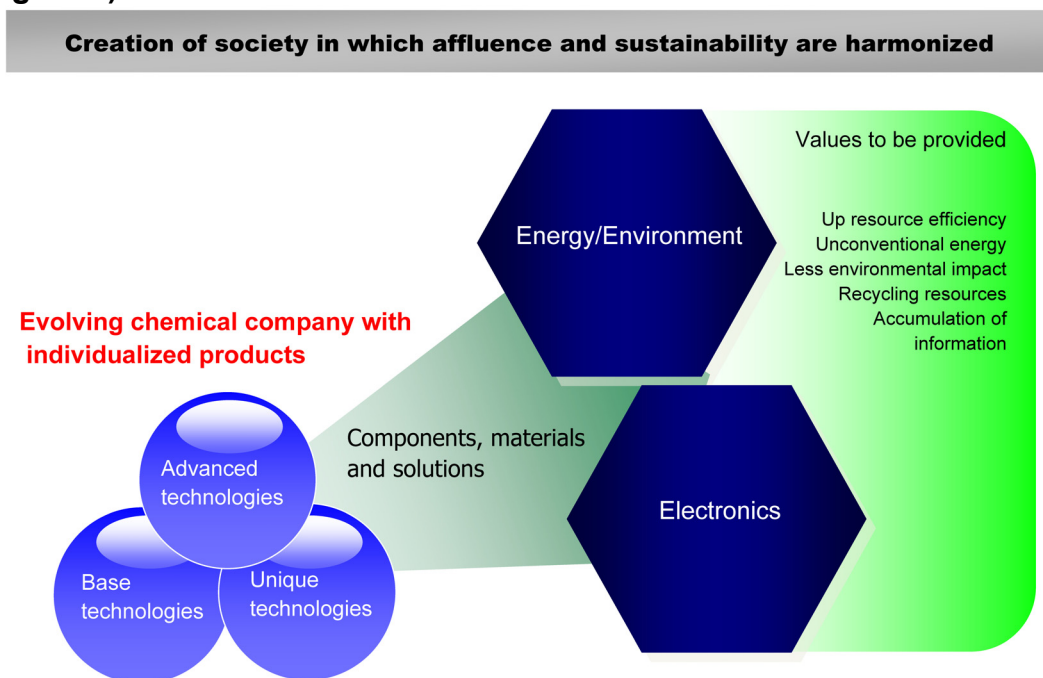 Creation of society in which affluence and sustainability are harmonized
Values to be provided
Up resource efficiency
Unconventional energy
Less environmental impact
Recycling resources
Accumulation of
information
Energy/Environment
Evolving chemical company with
individualized products
Components, materials
and solutions
Electronics
Advanced
technologies
Base
technologies
Unique
technologies